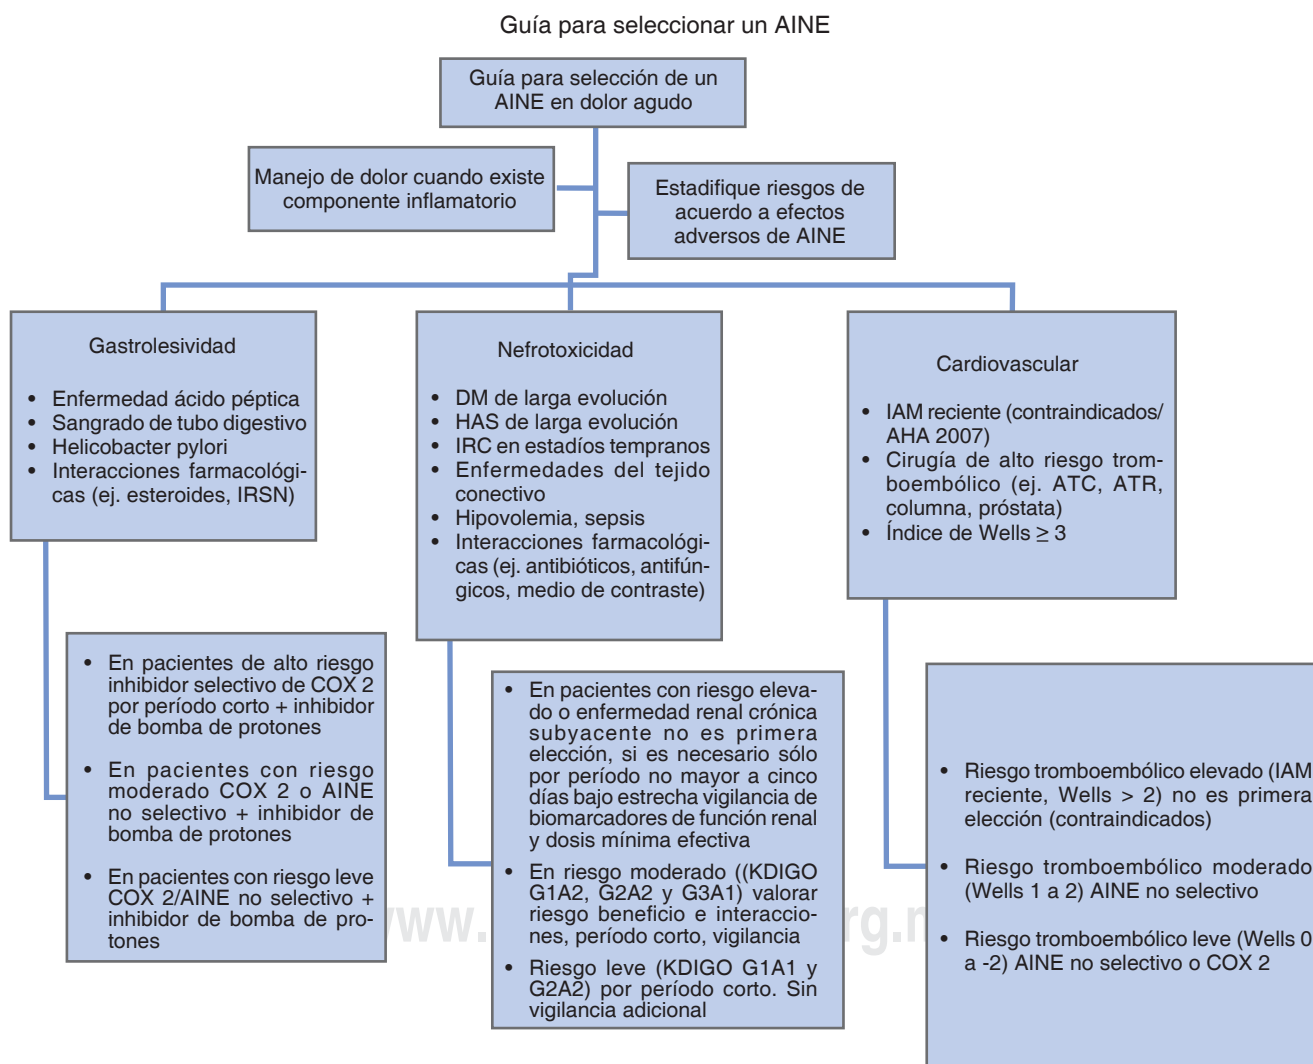 Guía para seleccionar un AINE
Guía para selección de un
AINE en dolor agudo
Manejo de dolor cuando existe
componente inflamatorio
Estadifique riesgos de
acuerdo a efectos
adversos de AINE
Gastrolesividad
• Enfermedad ácido péptica
• Sangrado de tubo digestivo
• Helicobacter pylori
• Interacciones farmacológi-
cas (ej. esteroides, IRSN)
Nefrotoxicidad
• DM de larga evolución
• HAS de larga evolución
• IRC en estadíos tempranos
• Enfermedades del tejido
conectivo
• Hipovolemia, sepsis
• Interacciones farmacológi-
cas (ej. antibióticos, antifún-
gicos, medio de contraste)
Cardiovascular
• IAM reciente (contraindicados/
AHA 2007)
• Cirugía de alto riesgo trom-
boembólico (ej. ATC, ATR,
columna, próstata)
• Índice de Wells ≥ 3
• En pacientes de alto riesgo
inhibidor selectivo de COX 2
por período corto + inhibidor
de bomba de protones
• En pacientes con riesgo
moderado COX 2 o AINE
no selectivo + inhibidor de
bomba de protones
• En pacientes con riesgo leve
COX 2/AINE no selectivo +
inhibidor de bomba de pro-
tones
• En pacientes con riesgo eleva-
do o enfermedad renal crónica
subyacente no es primera
elección, si es necesario sólo
por período no mayor a cinco
días bajo estrecha vigilancia de
biomarcadores de función renal
y dosis mínima efectiva
• En riesgo moderado ((KDIGO
G1A2, G2A2 y G3A1) valorar
riesgo beneficio e interaccio-
nes, período corto, vigilancia
• Riesgo leve (KDIGO G1A1 y
G2A2) por período corto. Sin
vigilancia adicional
• Riesgo tromboembólico elevado (IAM
reciente, Wells > 2) no es primera
elección (contraindicados)
• Riesgo tromboembólico moderado
(Wells 1 a 2) AINE no selectivo
• Riesgo tromboembólico leve (Wells 0
a -2) AINE no selectivo o COX 2